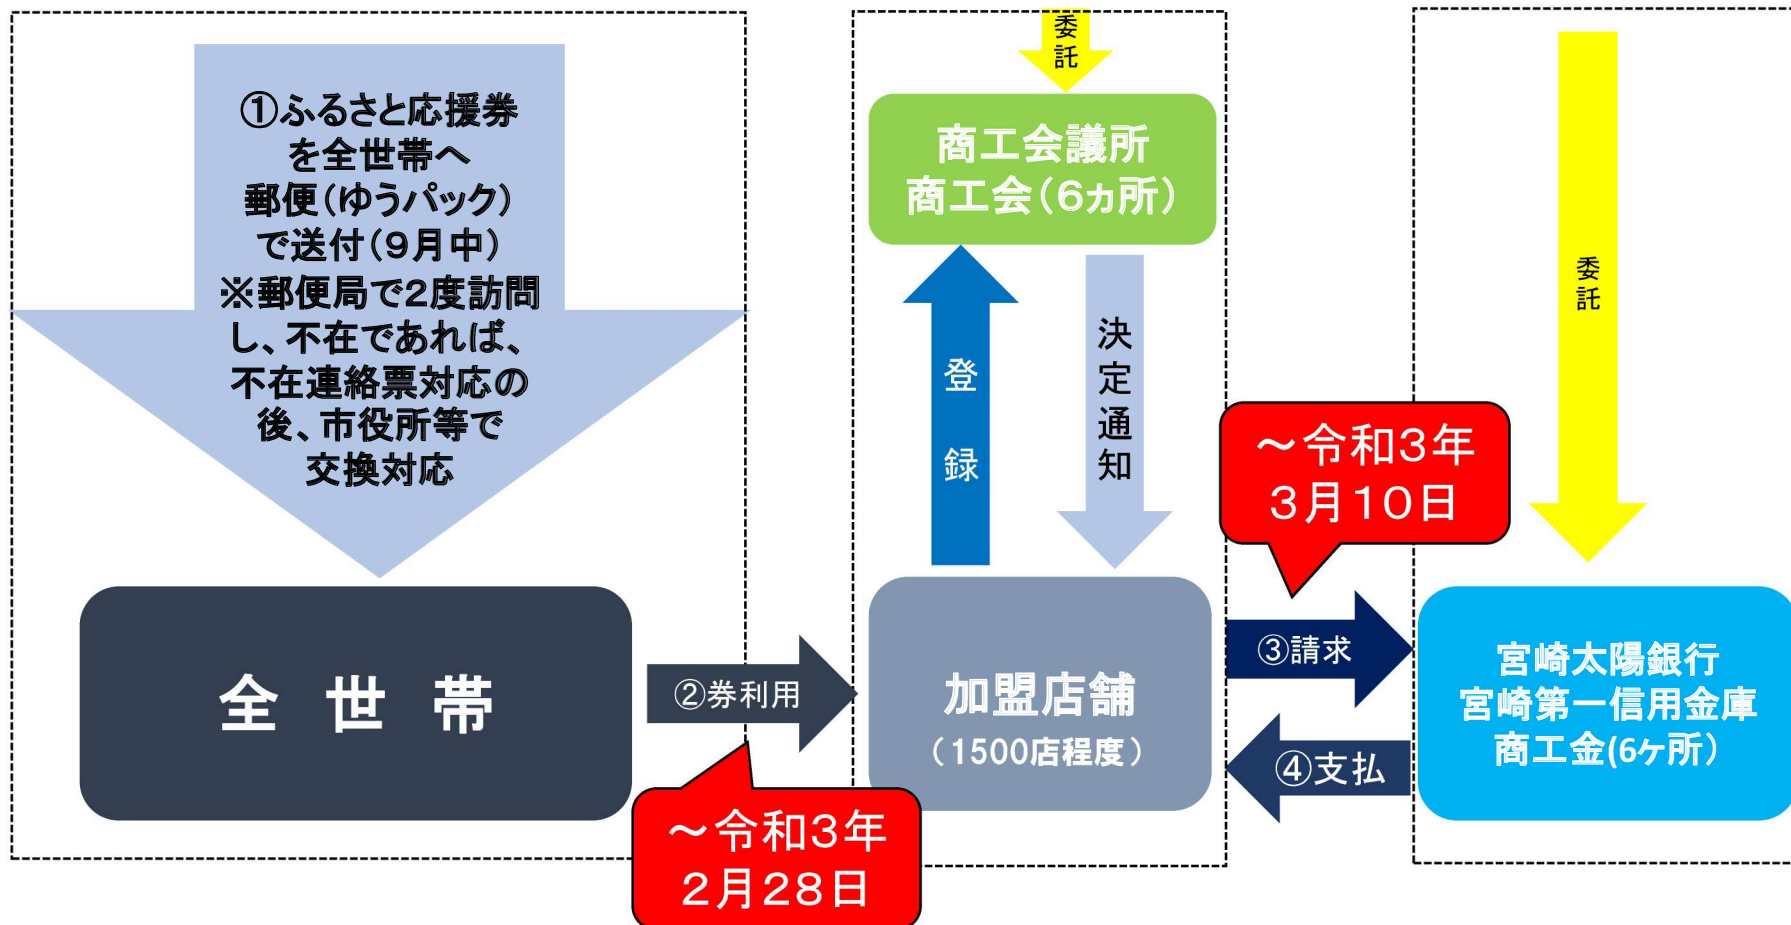 ①ふるさと応援券
を全世帯へ
郵便(ゆうパック)
で送付(9月中)
※郵便局で2度訪問
し、不在であれば、
不在連絡票対応の
後、市役所等で
交換対応
全世帯
②券利用
～令和3年
2月28日
委託
商工会議所
商工会(6カ所)
登録
決定通知
加盟店舗
(1500店程度)
～令和3年
3月10日
③請求
④支払
委託
宮崎太陽銀行
宮崎第一信用金庫
商工金(6ケ所)